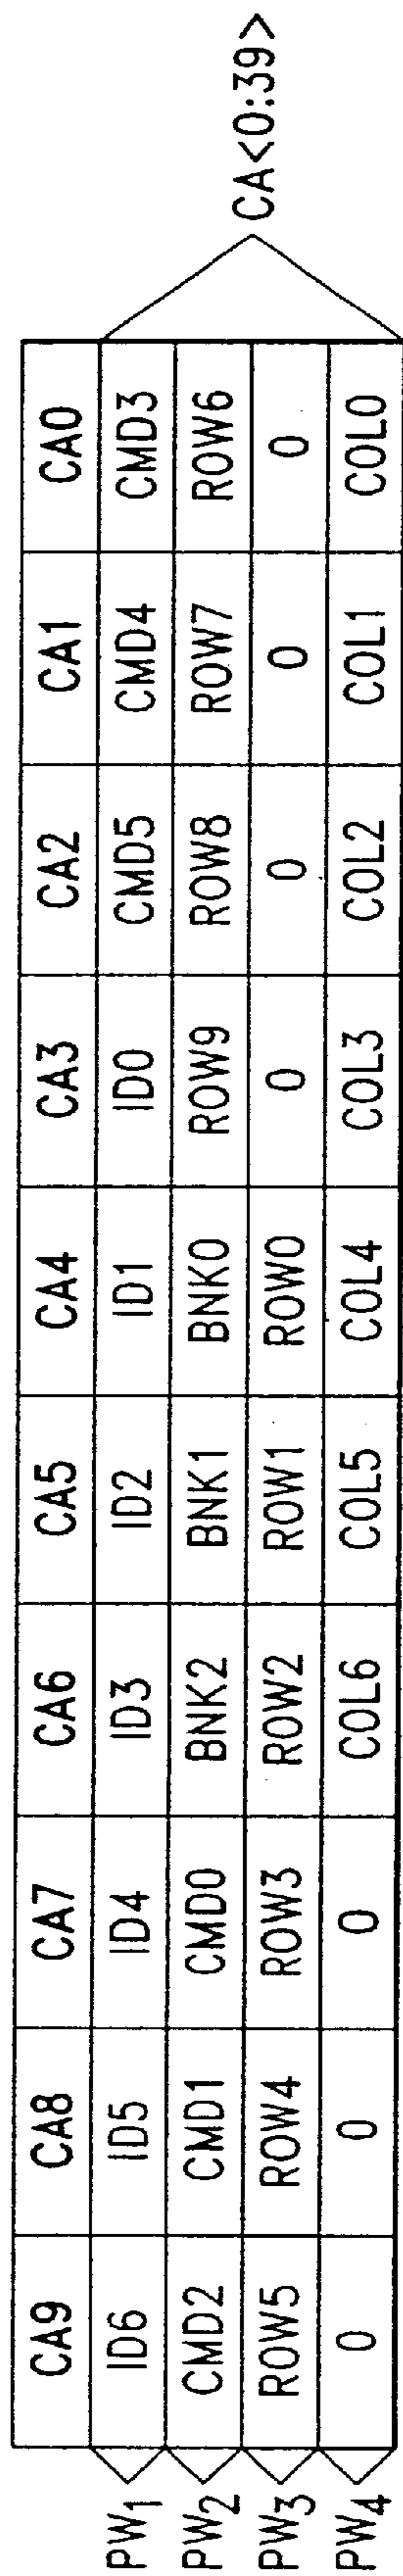 CA9 CA8 CA7 CA6 CA5 CA4 CA3 CA2 CA1 CA0
PW1 ID6 ID5 ID4 ID3 ID2 ID1 ID0 CMD5 CMD4 CMD3
PW2 CMD2 CMD1 CMD0 BNK2 BNK1 BNK0 ROW9 ROW8 ROW7 ROW6
PW3 ROW5 ROW4 ROW3 ROW2 ROW1 ROW0 0 0 0 0
PW4 0 0 0 COL6 COL5 COL4 COL3 COL2 COL1 COL0
CA<0:39>